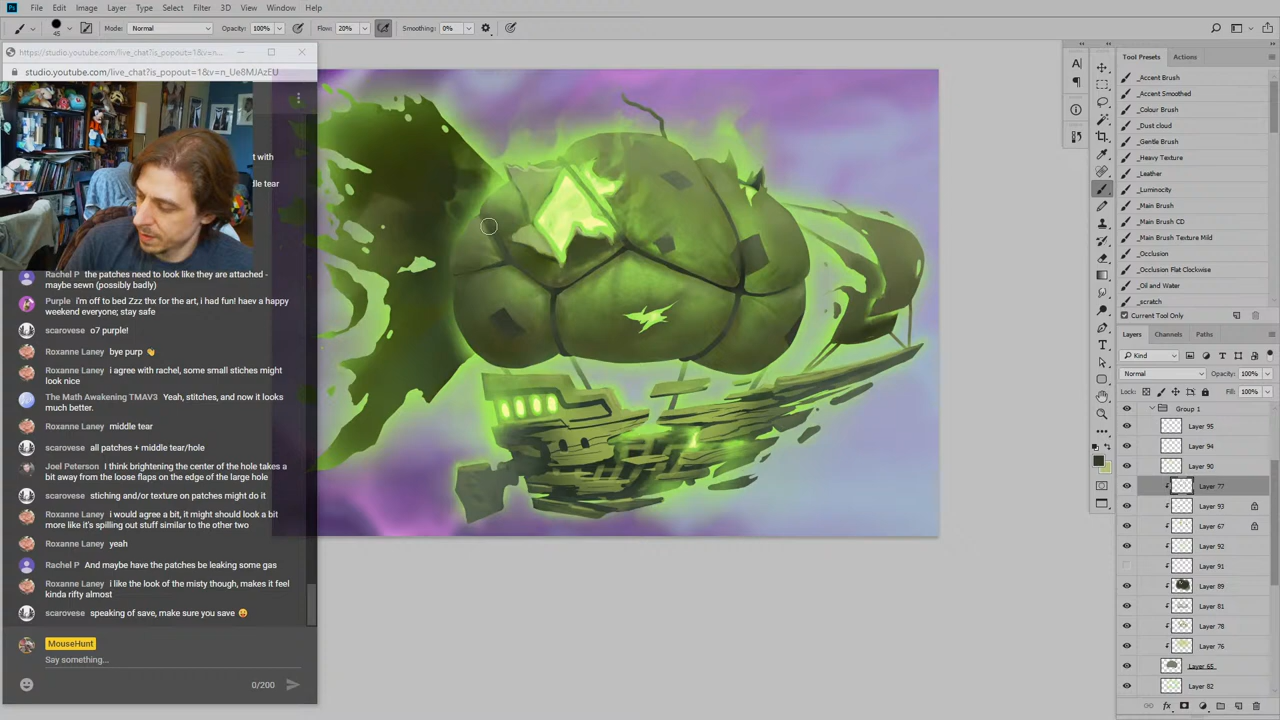 File Edit Image Layer Type Select Filter 3D View Window Help
45 Mode: Normal Opacity: 100% Flow: 20% Smoothing: 0%
https://studio.youtube.com/live_chat?is_popout=1&v=n...
studio.youtube.com/live_chat?is_popout=1&v=n_Ue8MJAzEU
t with
dle tear
Rachel P the patches need to look like they are attached -
maybe sewn (possibly badly)
Purple i'm off to bed Zzz thx for the art, i had fun! haev a happy
weekend everyone; stay safe
scarovese o7 purple!
Roxanne Laney bye purp 👋
Roxanne Laney i agree with rachel, some small stiches might
look nice
The Math Awakening TMAV3 Yeah, stitches, and now it looks
much better.
Roxanne Laney middle tear
scarovese all patches + middle tear/hole
Joel Peterson I think brightening the center of the hole takes a
bit away from the loose flaps on the edge of the large hole
scarovese stiching and/or texture on patches might do it
Roxanne Laney i would agree a bit, it might should look a bit
more like it's spilling out stuff similar to the other two
Roxanne Laney yeah
Rachel P And maybe have the patches be leaking some gas
Roxanne Laney i like the look of the misty though, makes it feel
kinda rifty almost
scarovese speaking of save, make sure you save 😀
MouseHunt
Say something...
0/200
Tool Presets Actions
_Accent Brush
_Accent Smoothed
_Colour Brush
_Dust cloud
_Gentle Brush
_Heavy Texture
_Leather
_Luminocity
_Main Brush
_Main Brush CD
_Main Brush Texture Mild
_Occlusion
_Occlusion Flat Clockwise
_Oil and Water
_scratch
Current Tool Only
Layers Channels Paths
Kind
Normal Opacity: 100%
Lock: Fill: 100%
Group 1
Layer 95
Layer 94
Layer 90
Layer 77
Layer 93
Layer 67
Layer 92
Layer 91
Layer 89
Layer 81
Layer 78
Layer 76
Layer 65
Layer 82